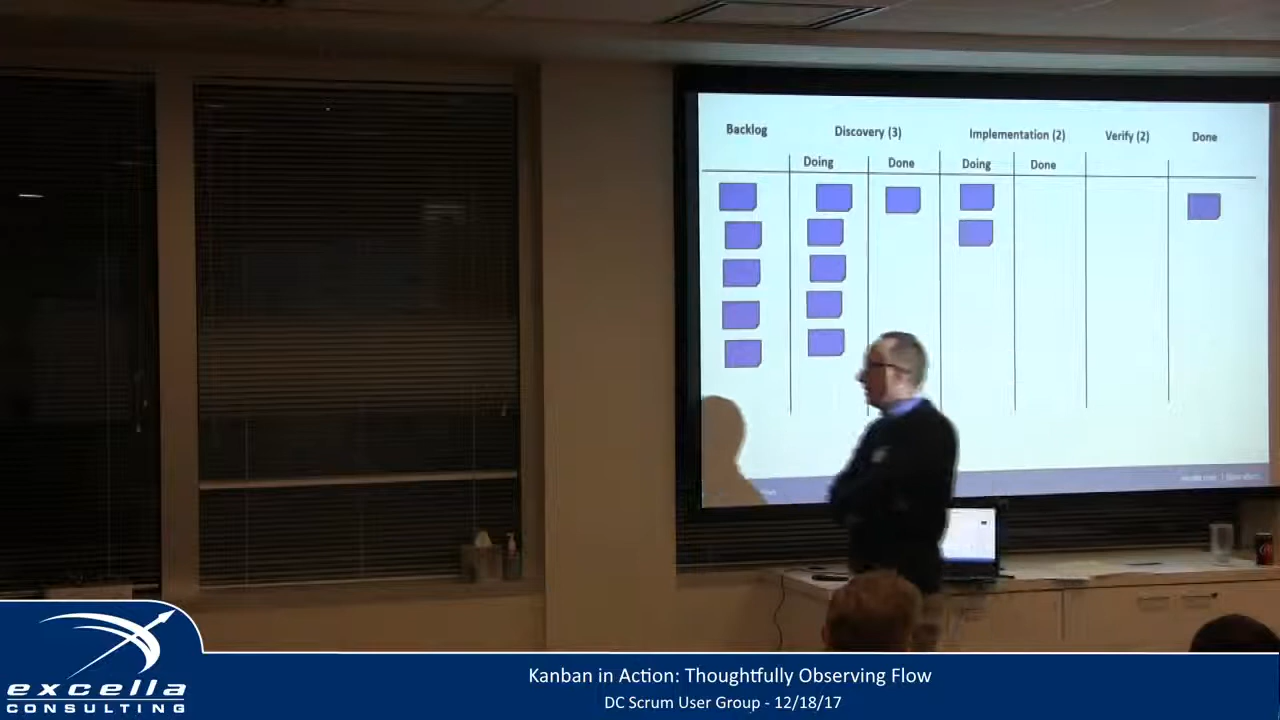 Backlog
Discovery (3)
Implementation (2)
Verify (2)
Done
Doing
Done
Doing
Done
excella
CONSULTING
Kanban in Action: Thoughtfully Observing Flow
DC Scrum User Group - 12/18/17